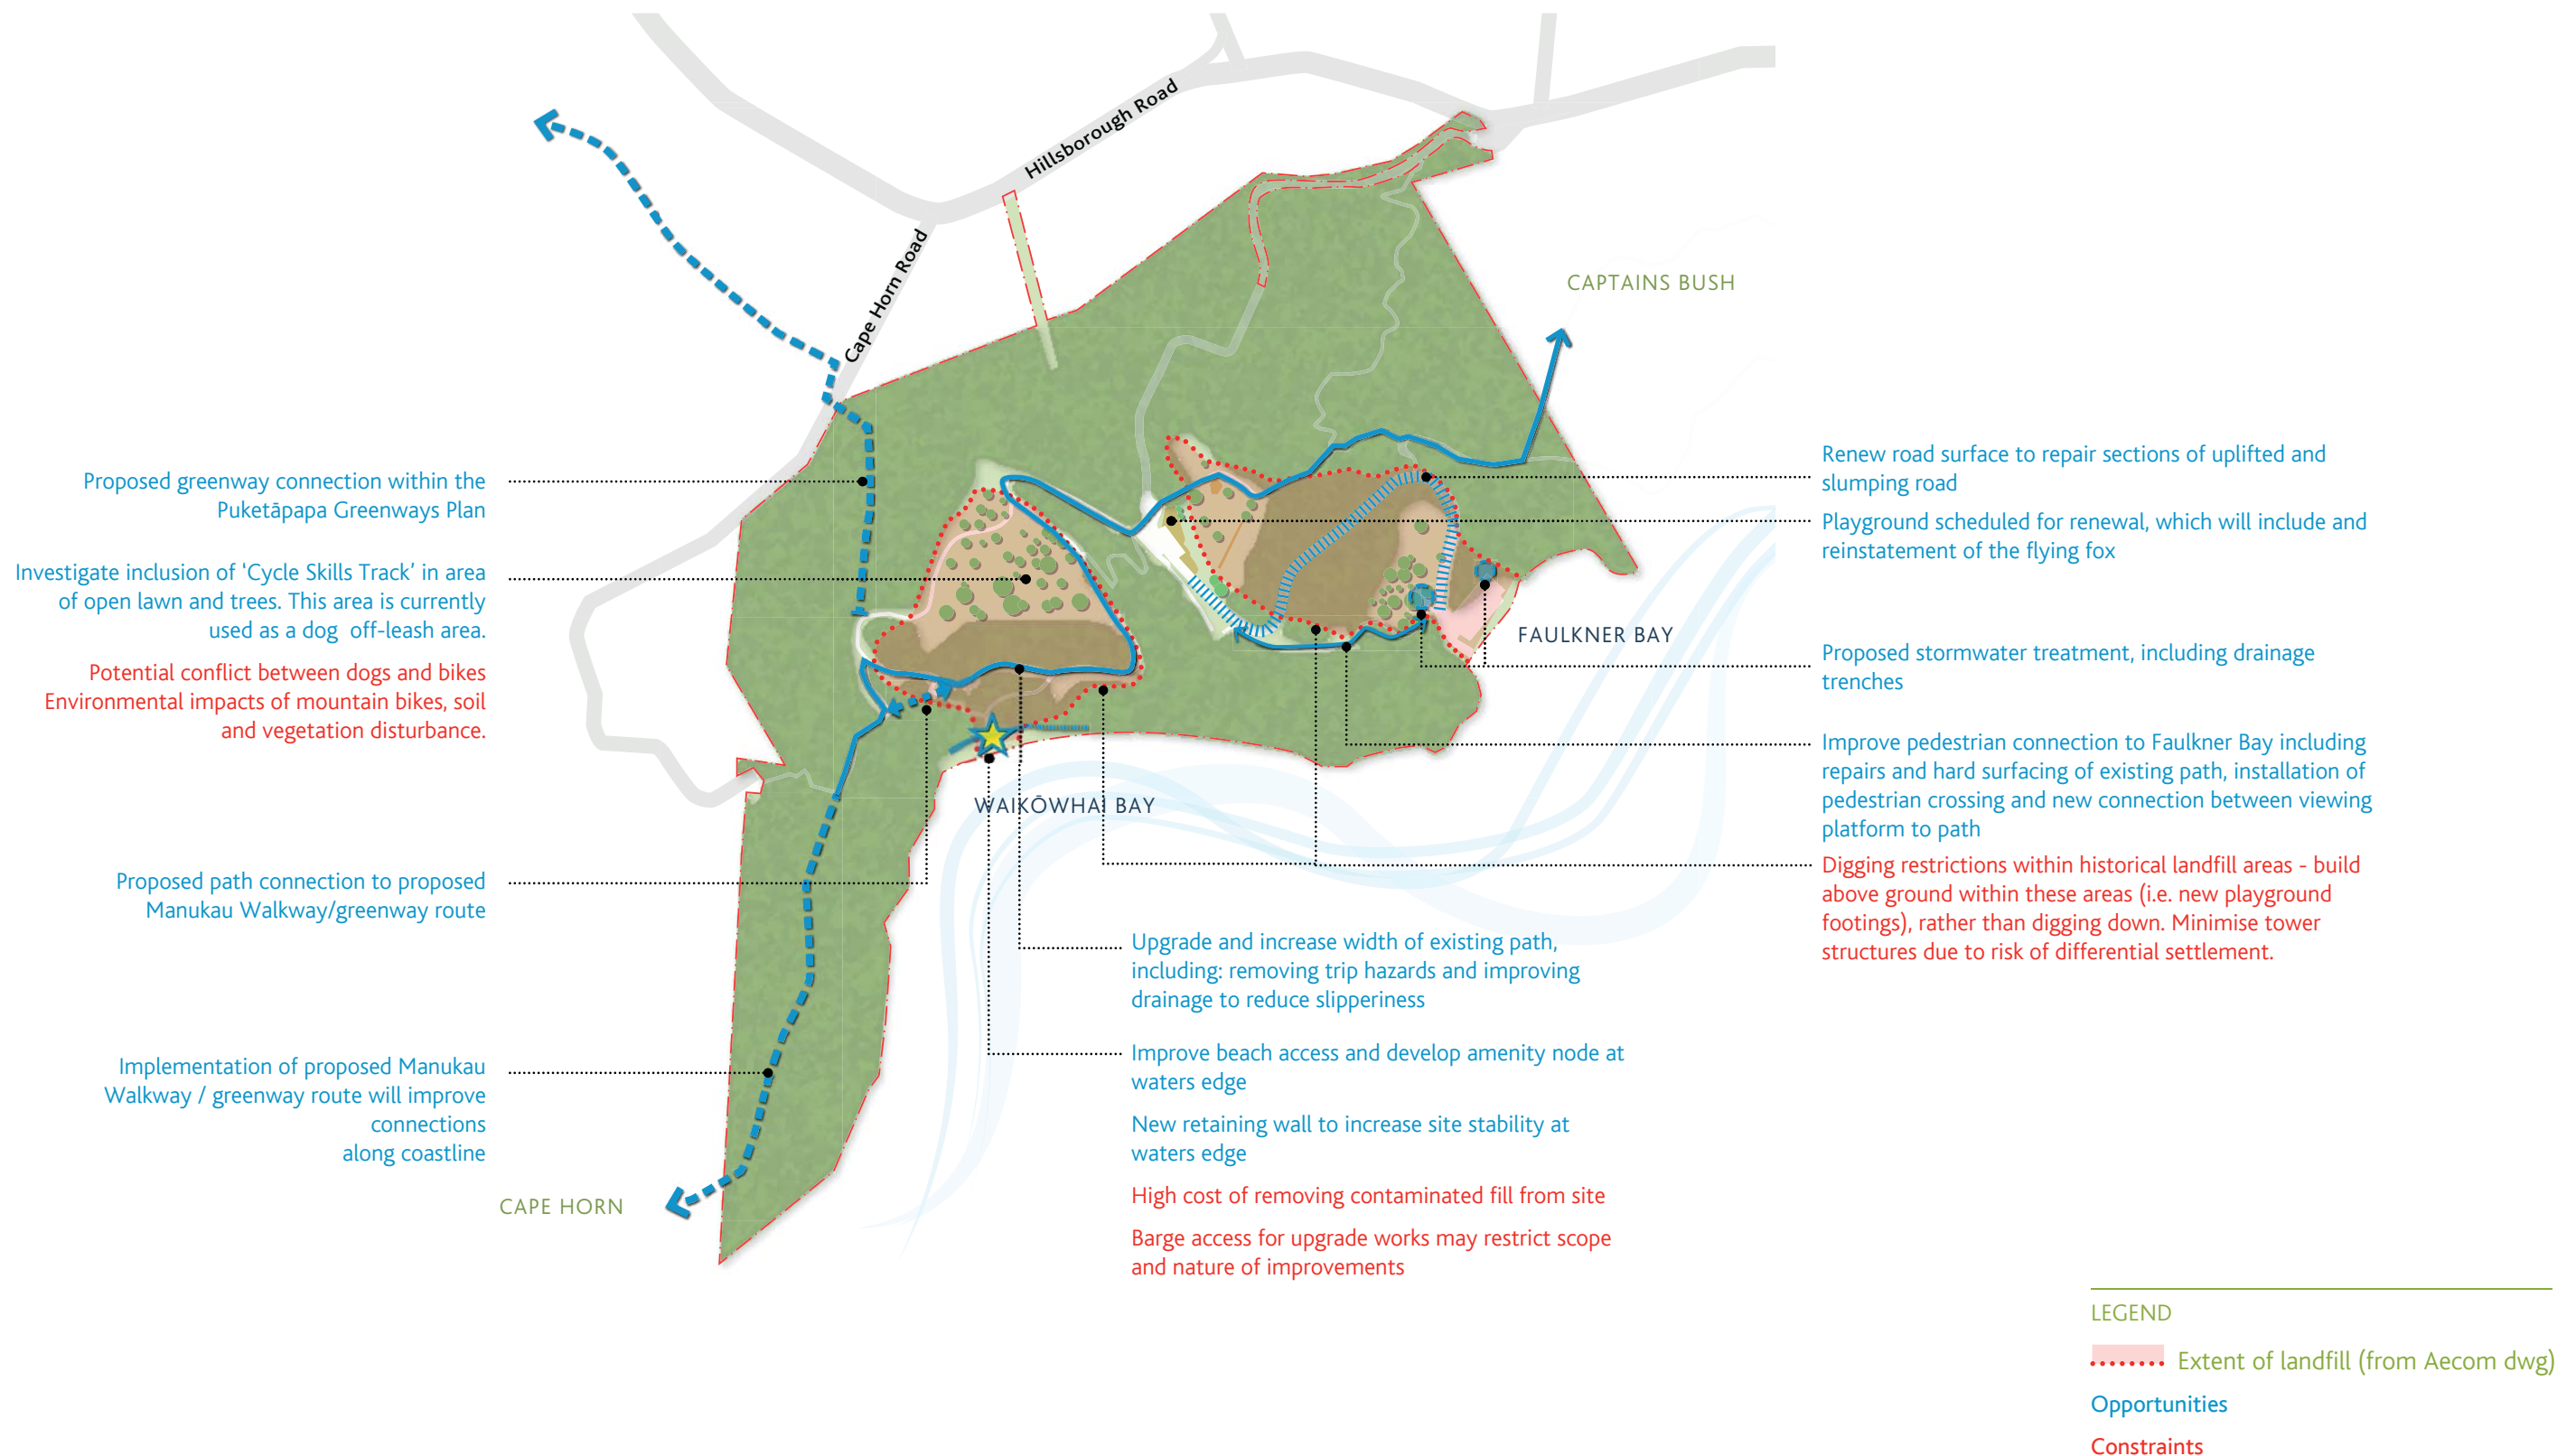 Hillsborough Road
Cape Horn Road
CAPTAINS BUSH
Proposed greenway connection within the
Puketāpapa Greenways Plan
Investigate inclusion of ‘Cycle Skills Track’ in area
of open lawn and trees. This area is currently
used as a dog off-leash area.
Potential conflict between dogs and bikes
Environmental impacts of mountain bikes, soil
and vegetation disturbance.
Proposed path connection to proposed
Manukau Walkway/greenway route
Implementation of proposed Manukau
Walkway / greenway route will improve
connections
along coastline
CAPE HORN
FAULKNER BAY
WAIKŌWHAI BAY
Upgrade and increase width of existing path,
including: removing trip hazards and improving
drainage to reduce slipperiness
Improve beach access and develop amenity node at
waters edge
New retaining wall to increase site stability at
waters edge
High cost of removing contaminated fill from site
Barge access for upgrade works may restrict scope
and nature of improvements
Renew road surface to repair sections of uplifted and
slumping road
Playground scheduled for renewal, which will include and
reinstatement of the flying fox
Proposed stormwater treatment, including drainage
trenches
Improve pedestrian connection to Faulkner Bay including
repairs and hard surfacing of existing path, installation of
pedestrian crossing and new connection between viewing
platform to path
Digging restrictions within historical landfill areas - build
above ground within these areas (i.e. new playground
footings), rather than digging down. Minimise tower
structures due to risk of differential settlement.
LEGEND
Extent of landfill (from Aecom dwg)
Opportunities
Constraints